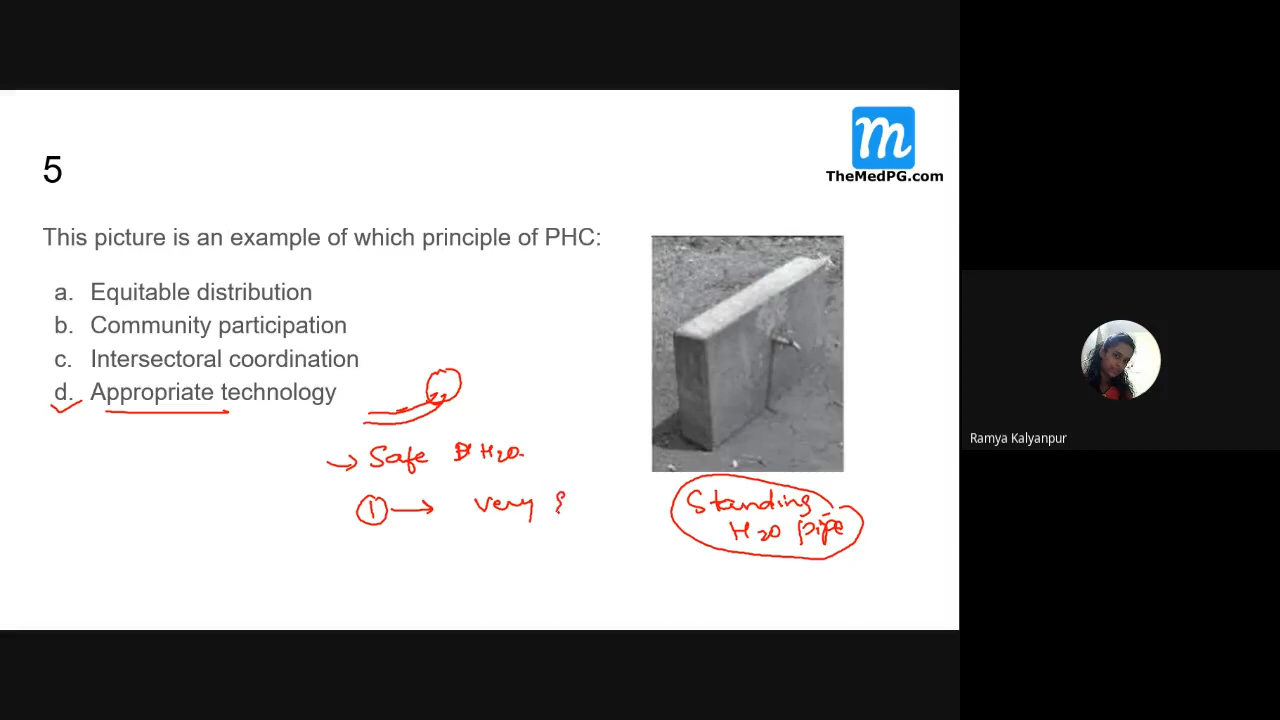 TheMedPG.com
5
This picture is an example of which principle of PHC:
a. Equitable distribution
b. Community participation
c. Intersectoral coordination
d. Appropriate technology
→ Safe H2O.
① → very
Standing
H2O pipe
Ramya Kalyanpur